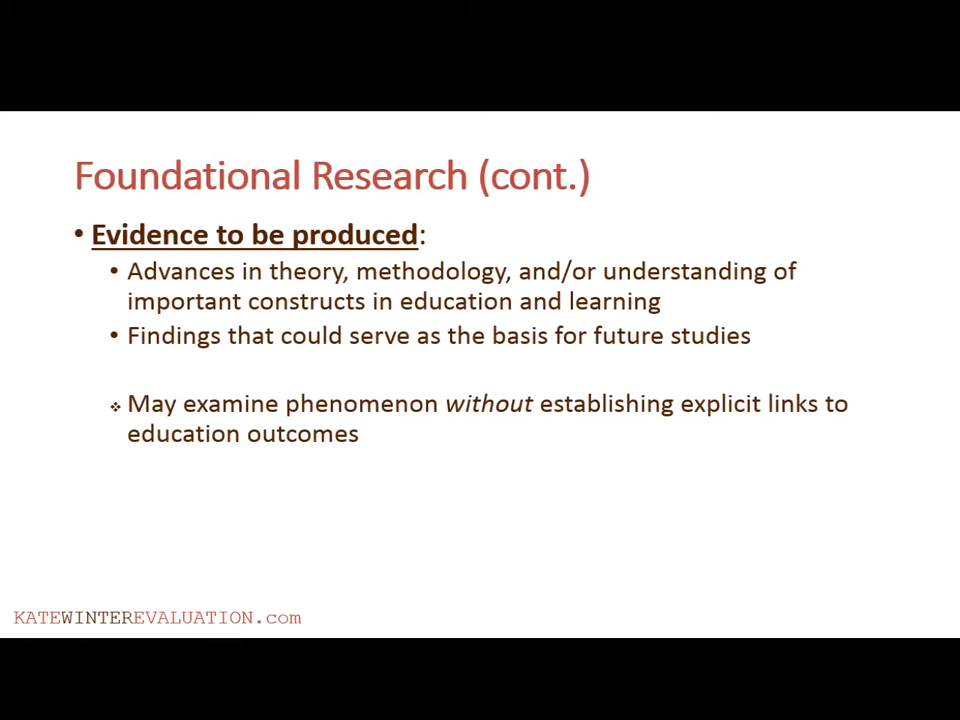 Foundational Research (cont.)
• Evidence to be produced:
• Advances in theory, methodology, and/or understanding of
important constructs in education and learning
• Findings that could serve as the basis for future studies
❖ May examine phenomenon without establishing explicit links to
education outcomes
KATEWINTEREVALUATION.com